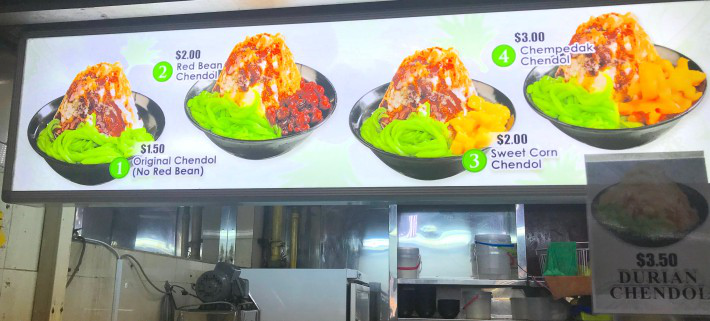 1
$1.50
Original Chendol
(No Red Bean)
2
$2.00
Red Bean
Chendol
3
$2.00
Sweet Corn
Chendol
4
$3.00
Chempedak
Chendol
$3.50
DURIAN
CHENDOL